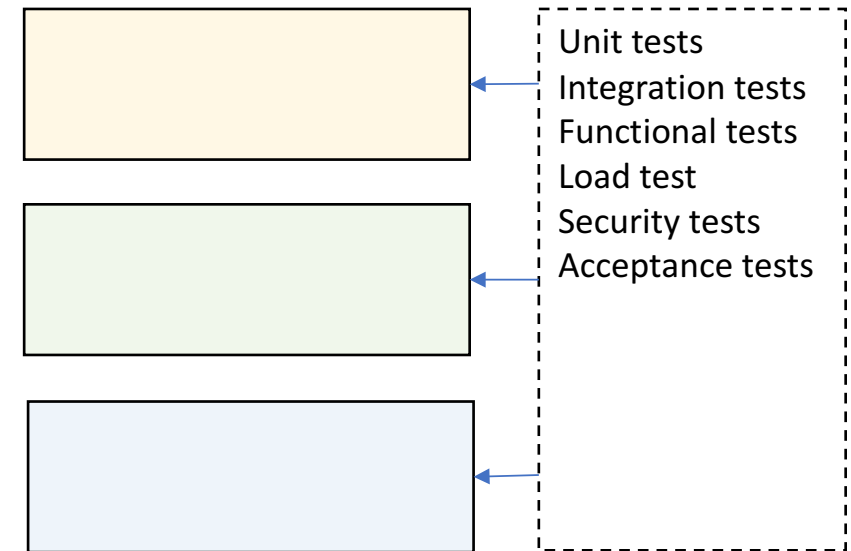 Unit tests
Integration tests
Functional tests
Load test
Security tests
Acceptance tests